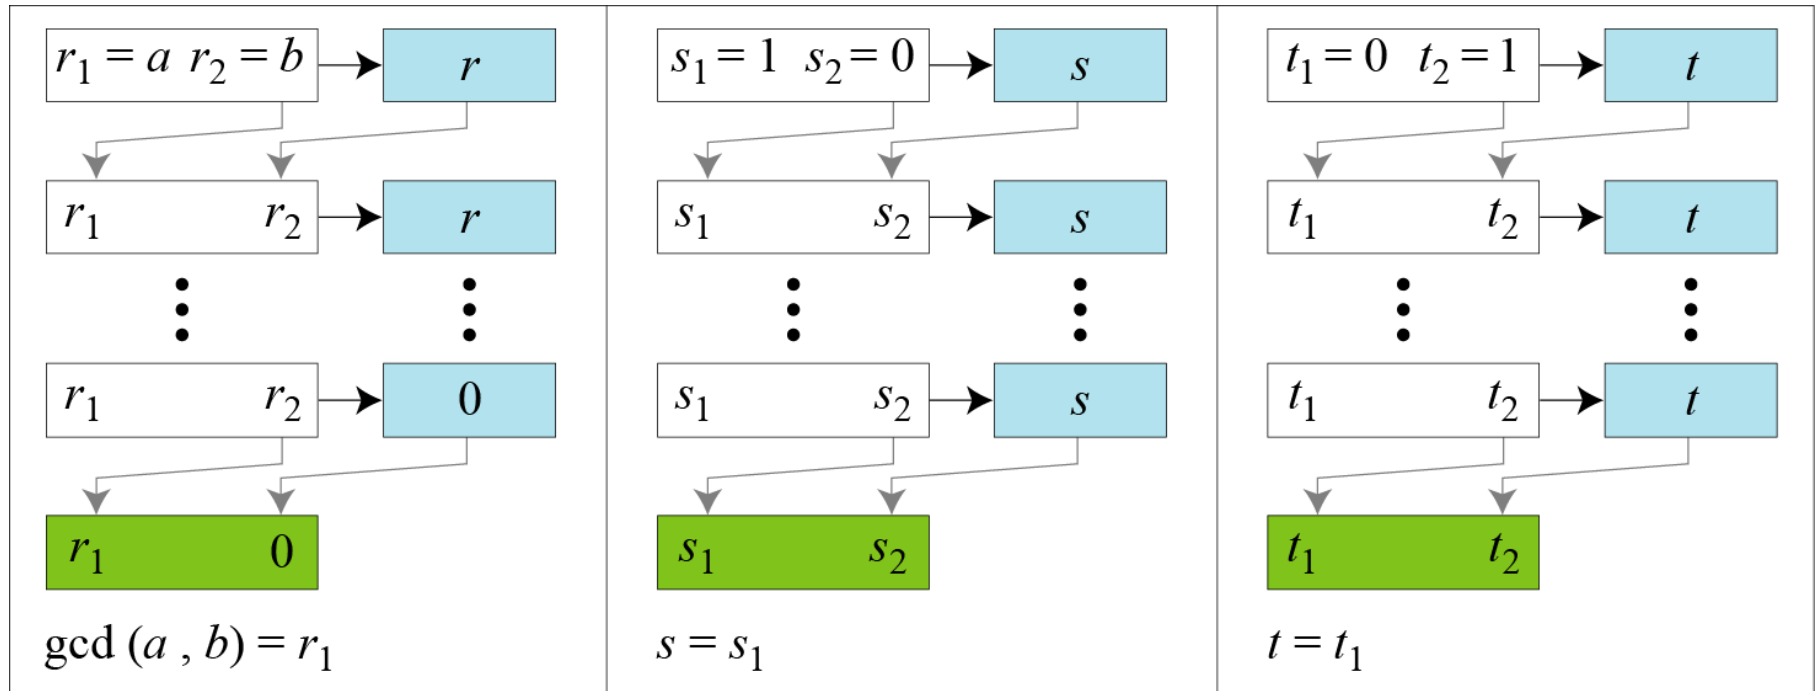 r₁ = a r₂ = b r
s₁ = 1 s₂ = 0 s
t₁ = 0 t₂ = 1 t
r₁ r₂ r
s₁ s₂ s
t₁ t₂ t
r₁ r₂ 0
s₁ s₂ s
t₁ t₂ t
r₁ 0
s₁ s₂
t₁ t₂
gcd (a , b) = r₁
s = s₁
t = t₁